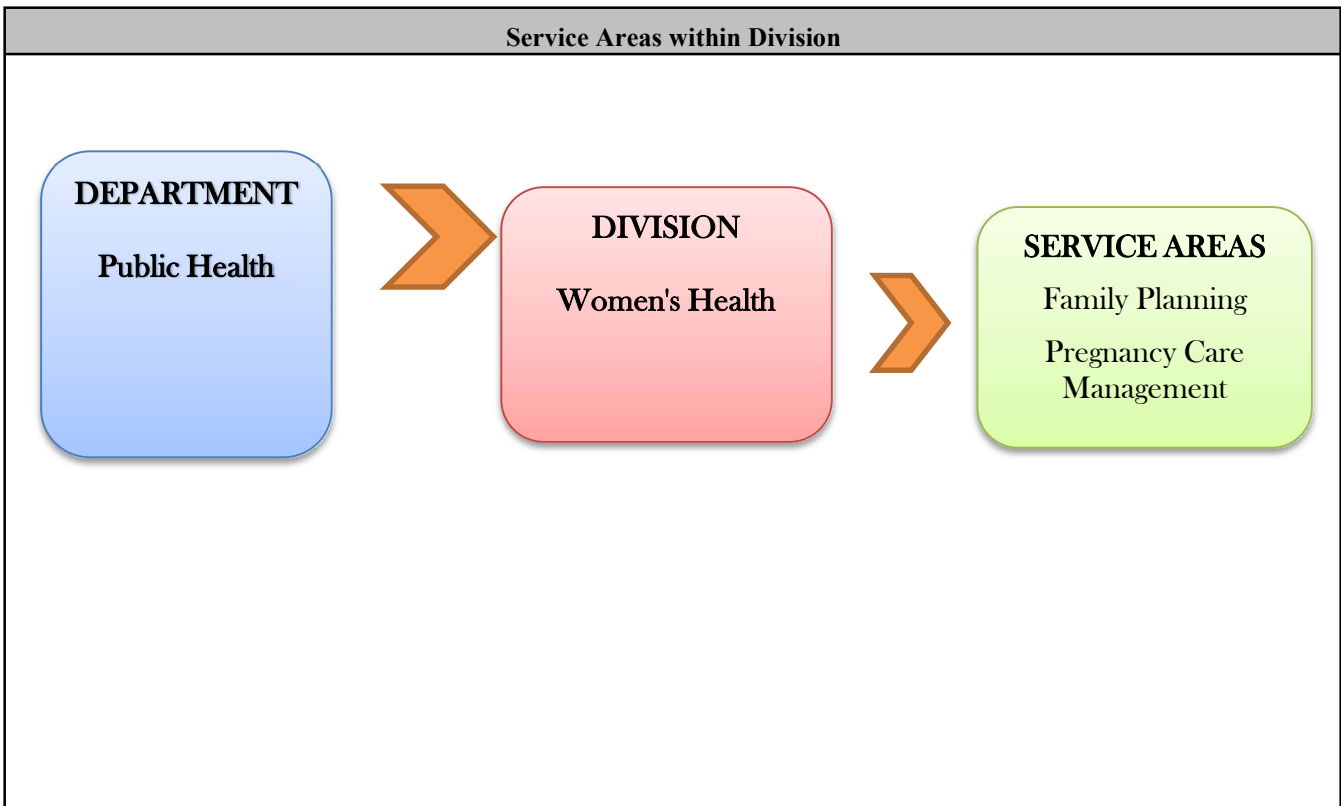 Service Areas within Division
DEPARTMENT
Public Health
DIVISION
Women's Health
SERVICE AREAS
Family Planning
Pregnancy Care
Management